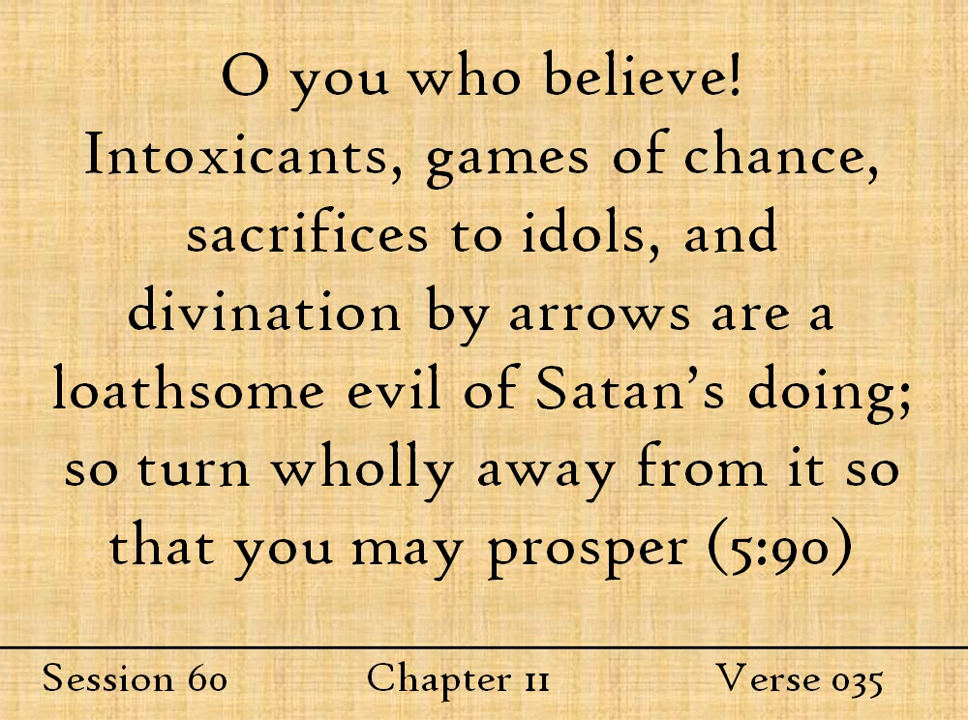 O you who believe!
Intoxicants, games of chance,
sacrifices to idols, and
divination by arrows are a
loathsome evil of Satan’s doing;
so turn wholly away from it so
that you may prosper (5:90)
Session 60 Chapter 11 Verse 035